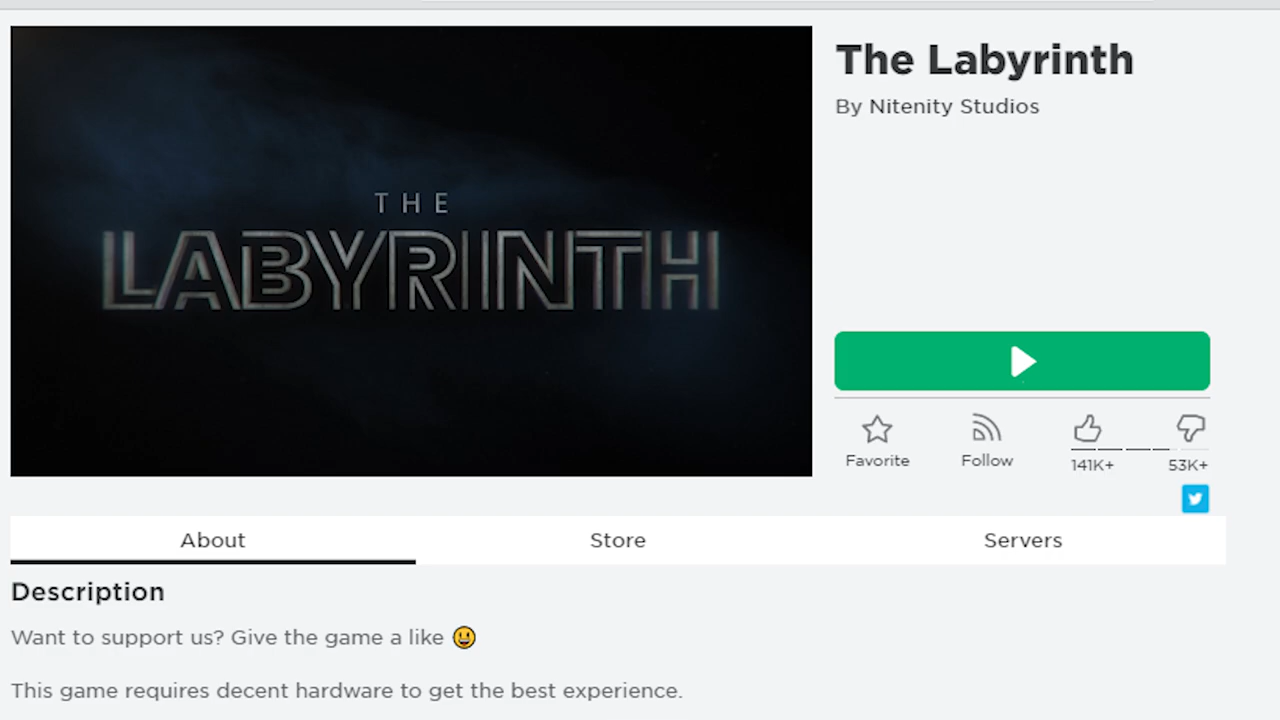 THE
LABYRINTH
The Labyrinth
By Nitenity Studios
Favorite
Follow
141K+
53K+
About
Store
Servers
Description
Want to support us? Give the game a like 😃
This game requires decent hardware to get the best experience.